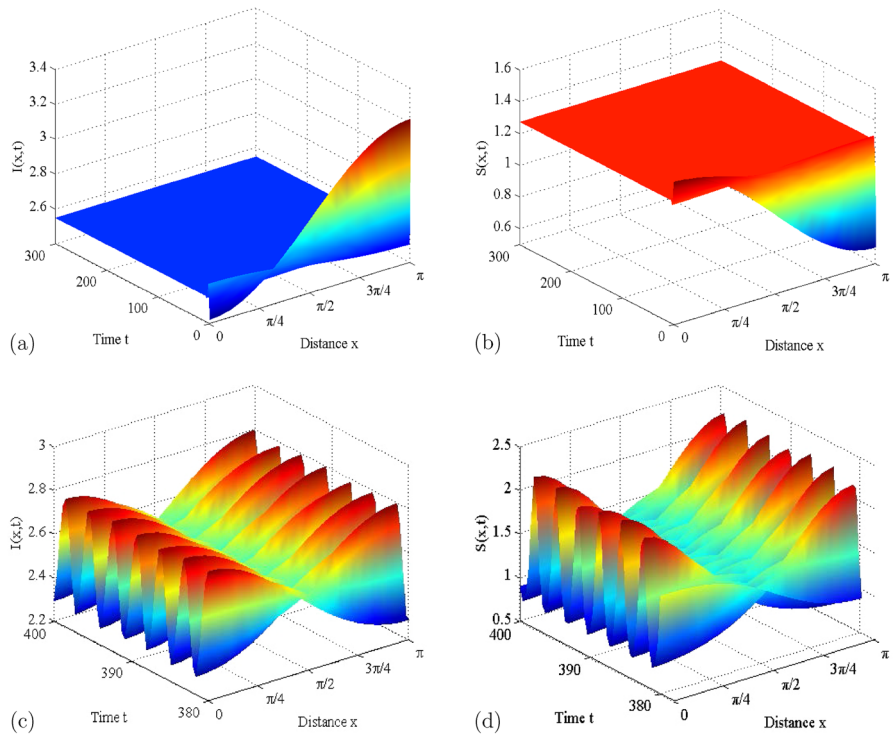 3.4
3.2
3
2.8
2.6
I(x,t)
300
200
100
0
Time t
0
π/4
π/2
3π/4
π
Distance x
(a)
1.6
1.4
1.2
1
0.8
0.6
S(x,t)
300
200
100
0
Time t
0
π/4
π/2
3π/4
π
Distance x
(b)
3
2.8
2.6
2.4
2.2
I(x,t)
400
390
380
Time t
0
π/4
π/2
3π/4
π
Distance x
(c)
2.5
2
1.5
1
0.5
S(x,t)
400
390
380
Time t
0
π/4
π/2
3π/4
π
Distance x
(d)